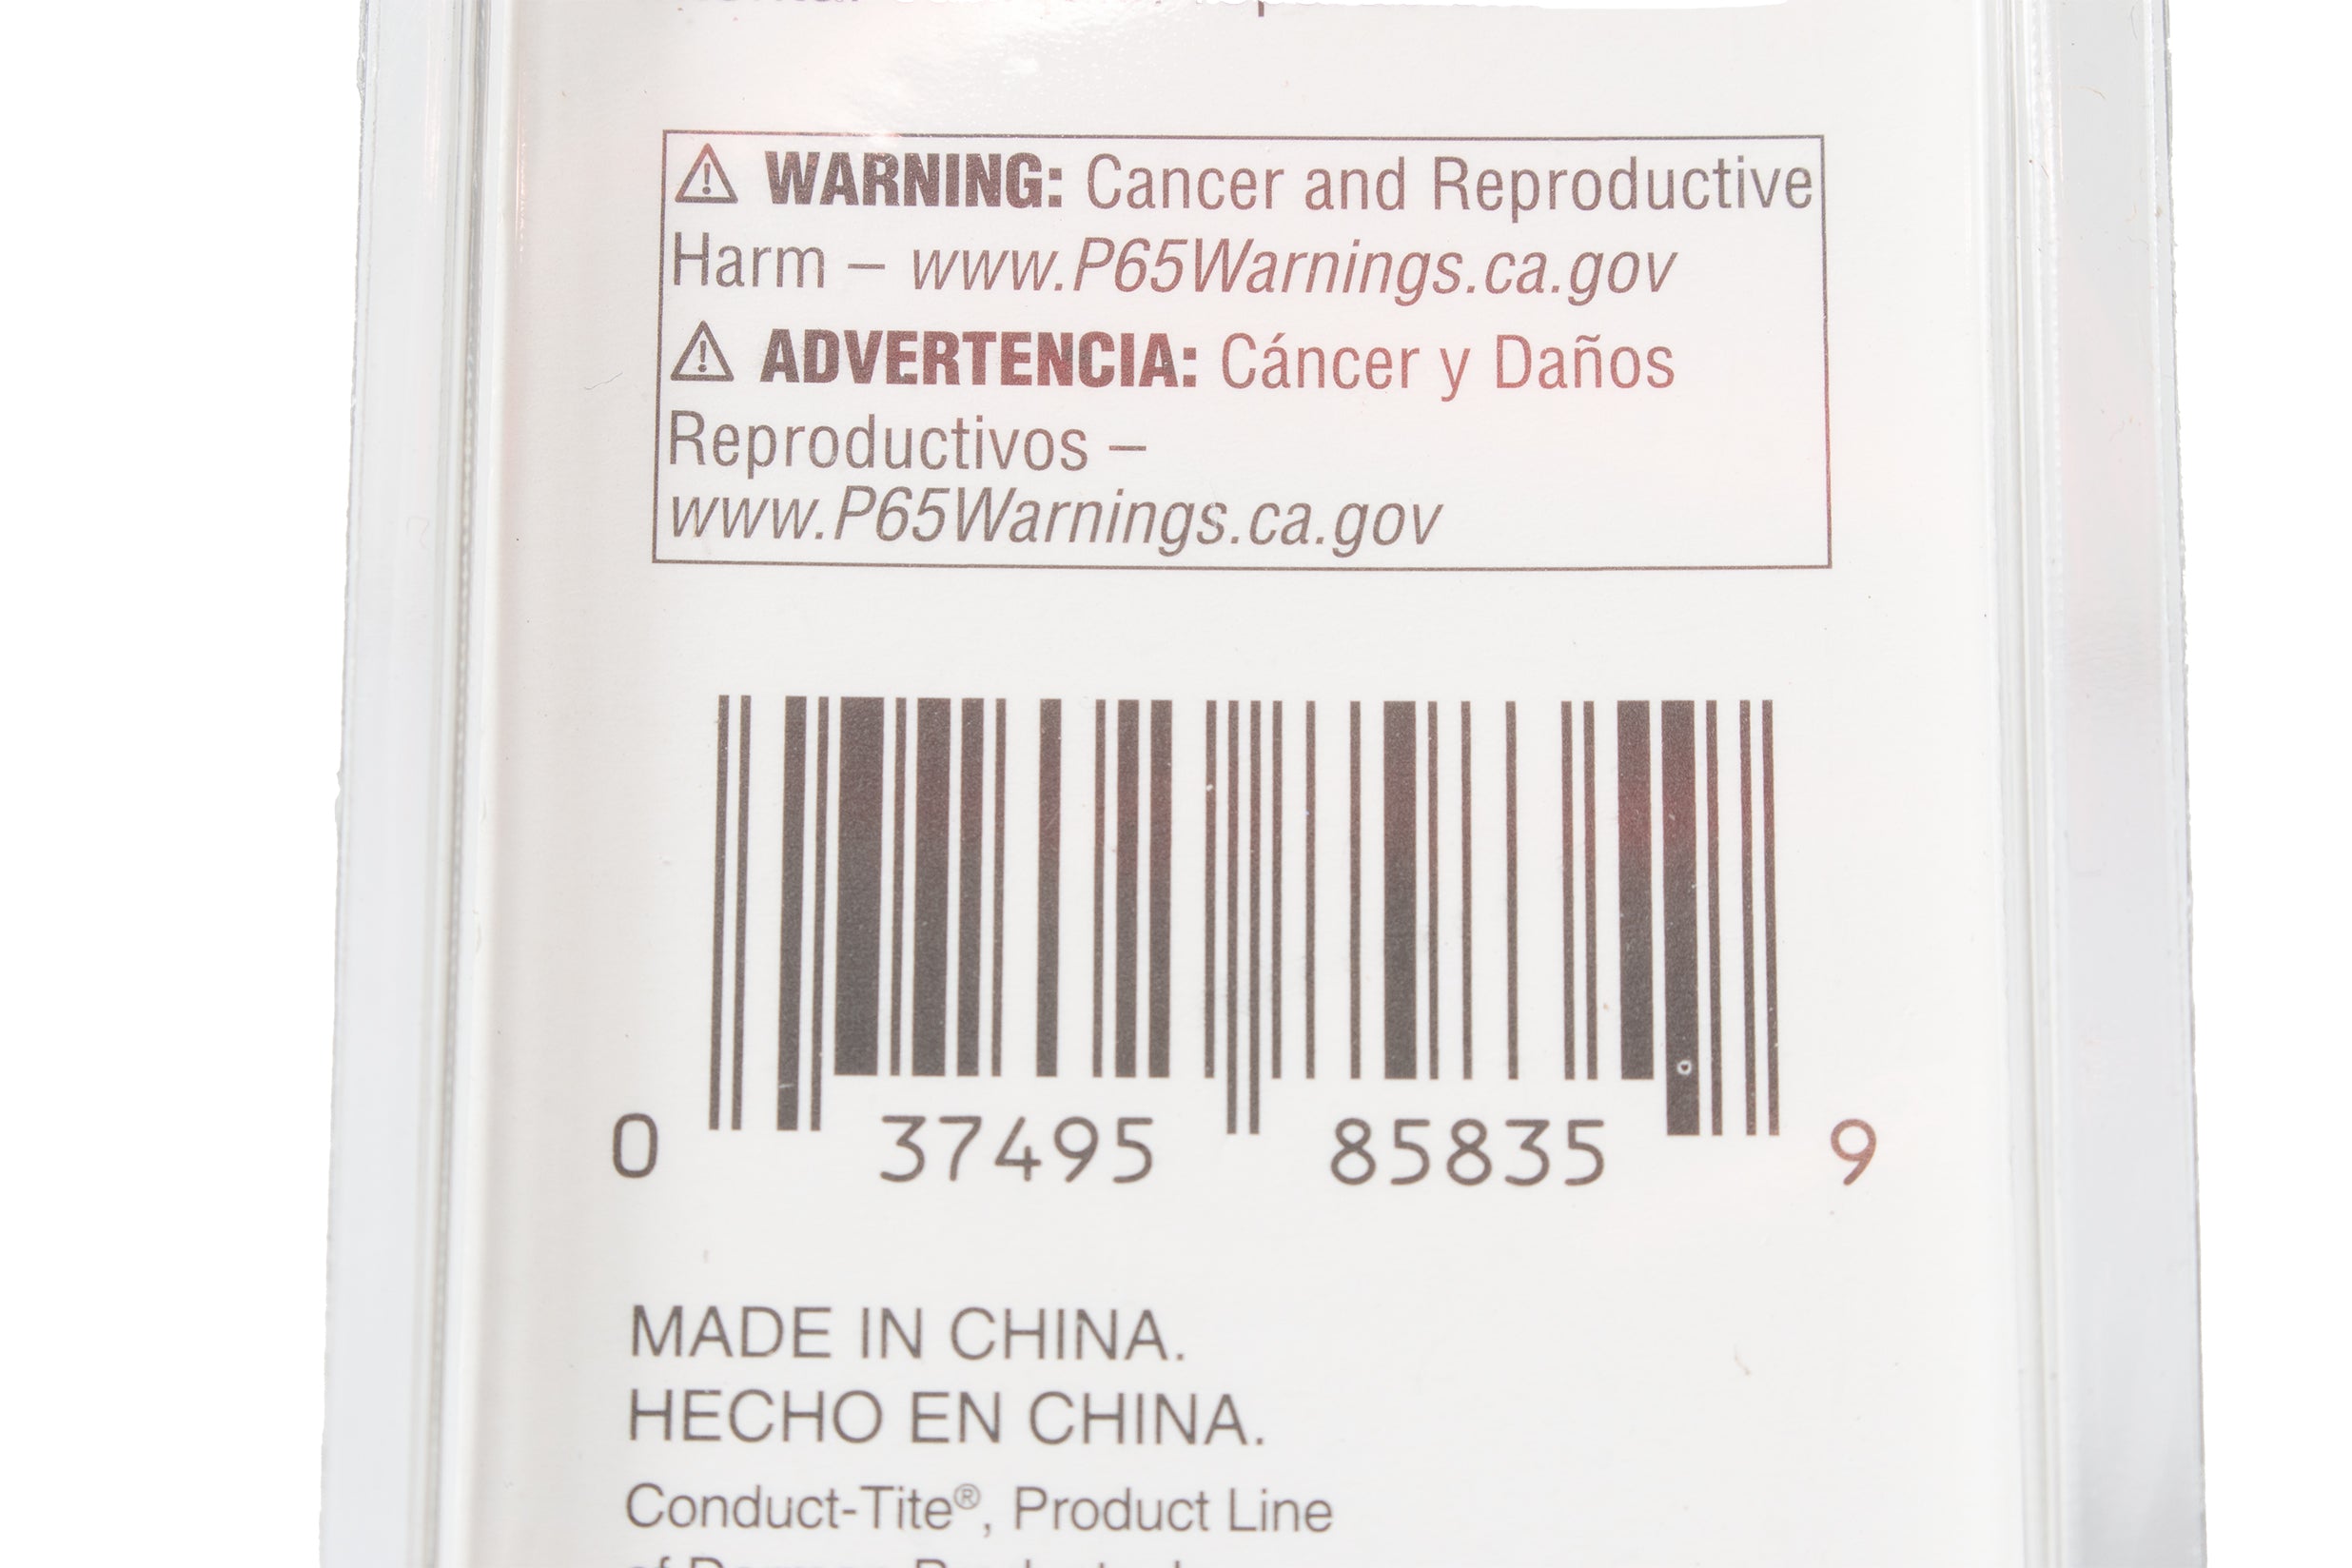 ⚠ WARNING: Cancer and Reproductive
Harm – www.P65Warnings.ca.gov
⚠ ADVERTENCIA: Cáncer y Daños
Reproductivos –
www.P65Warnings.ca.gov
0 37495 85835 9
MADE IN CHINA.
HECHO EN CHINA.
Conduct-Tite®, Product Line